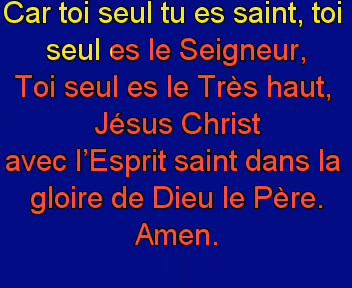 Car toi seul tu es saint, toi
seul es le Seigneur,
Toi seul es le Très haut,
Jésus Christ
avec l’Esprit saint dans la
gloire de Dieu le Père.
Amen.